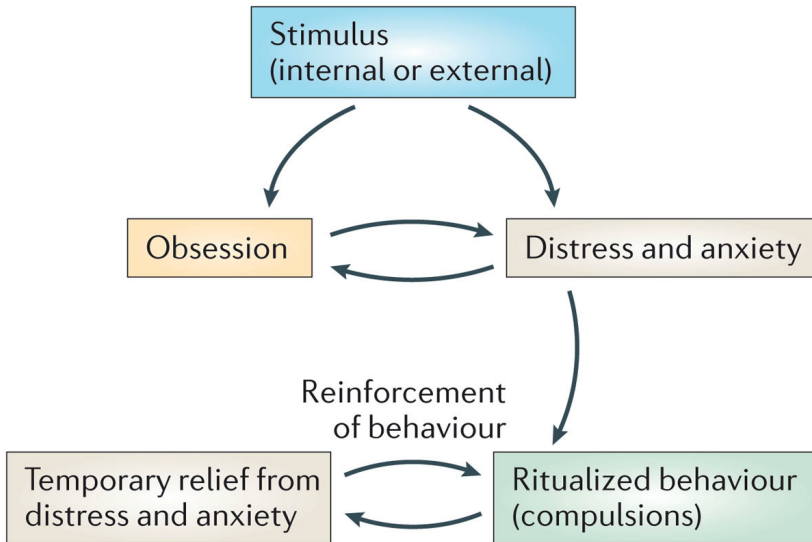 Stimulus
(internal or external)
Obsession
Distress and anxiety
Reinforcement
of behaviour
Temporary relief from
distress and anxiety
Ritualized behaviour
(compulsions)